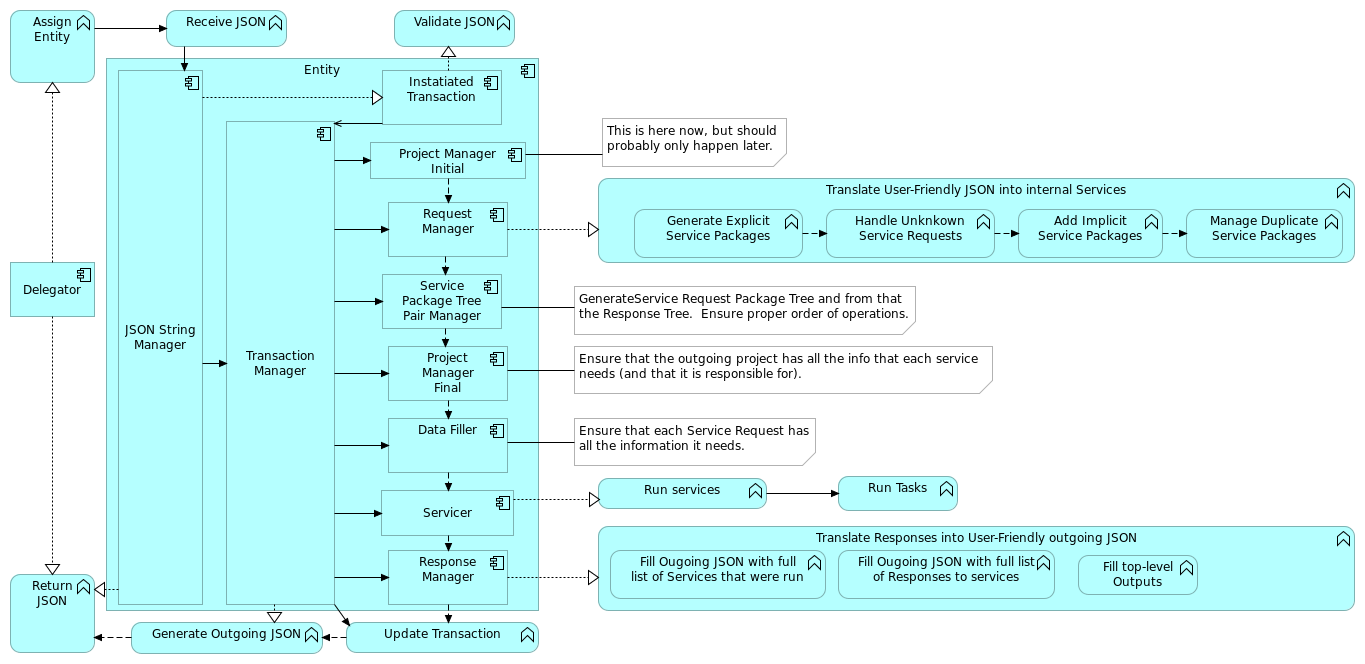 Assign
Entity
Receive JSON
Validate JSON
Entity
Instatiated
Transaction
This is here now, but should
probably only happen later.
Project Manager
Initial
Translate User-Friendly JSON into internal Services
Request
Manager
Generate Explicit
Service Packages
Handle Unknkown
Service Requests
Add Implicit
Service Packages
Manage Duplicate
Service Packages
Delegator
Service
Package Tree
Pair Manager
GenerateService Request Package Tree and from that
the Response Tree.  Ensure proper order of operations.
JSON String
Manager
Transaction
Manager
Project
Manager
Final
Ensure that the outgoing project has all the info that each service
needs (and that it is responsible for).
Data Filler
Ensure that each Service Request has
all the information it needs.
Servicer
Run services
Run Tasks
Translate Responses into User-Friendly outgoing JSON
Response
Manager
Fill Ougoing JSON with full
list of Services that were run
Fill Ougoing JSON with full list
of Responses to services
Fill top-level
Outputs
Return
JSON
Generate Outgoing JSON
Update Transaction